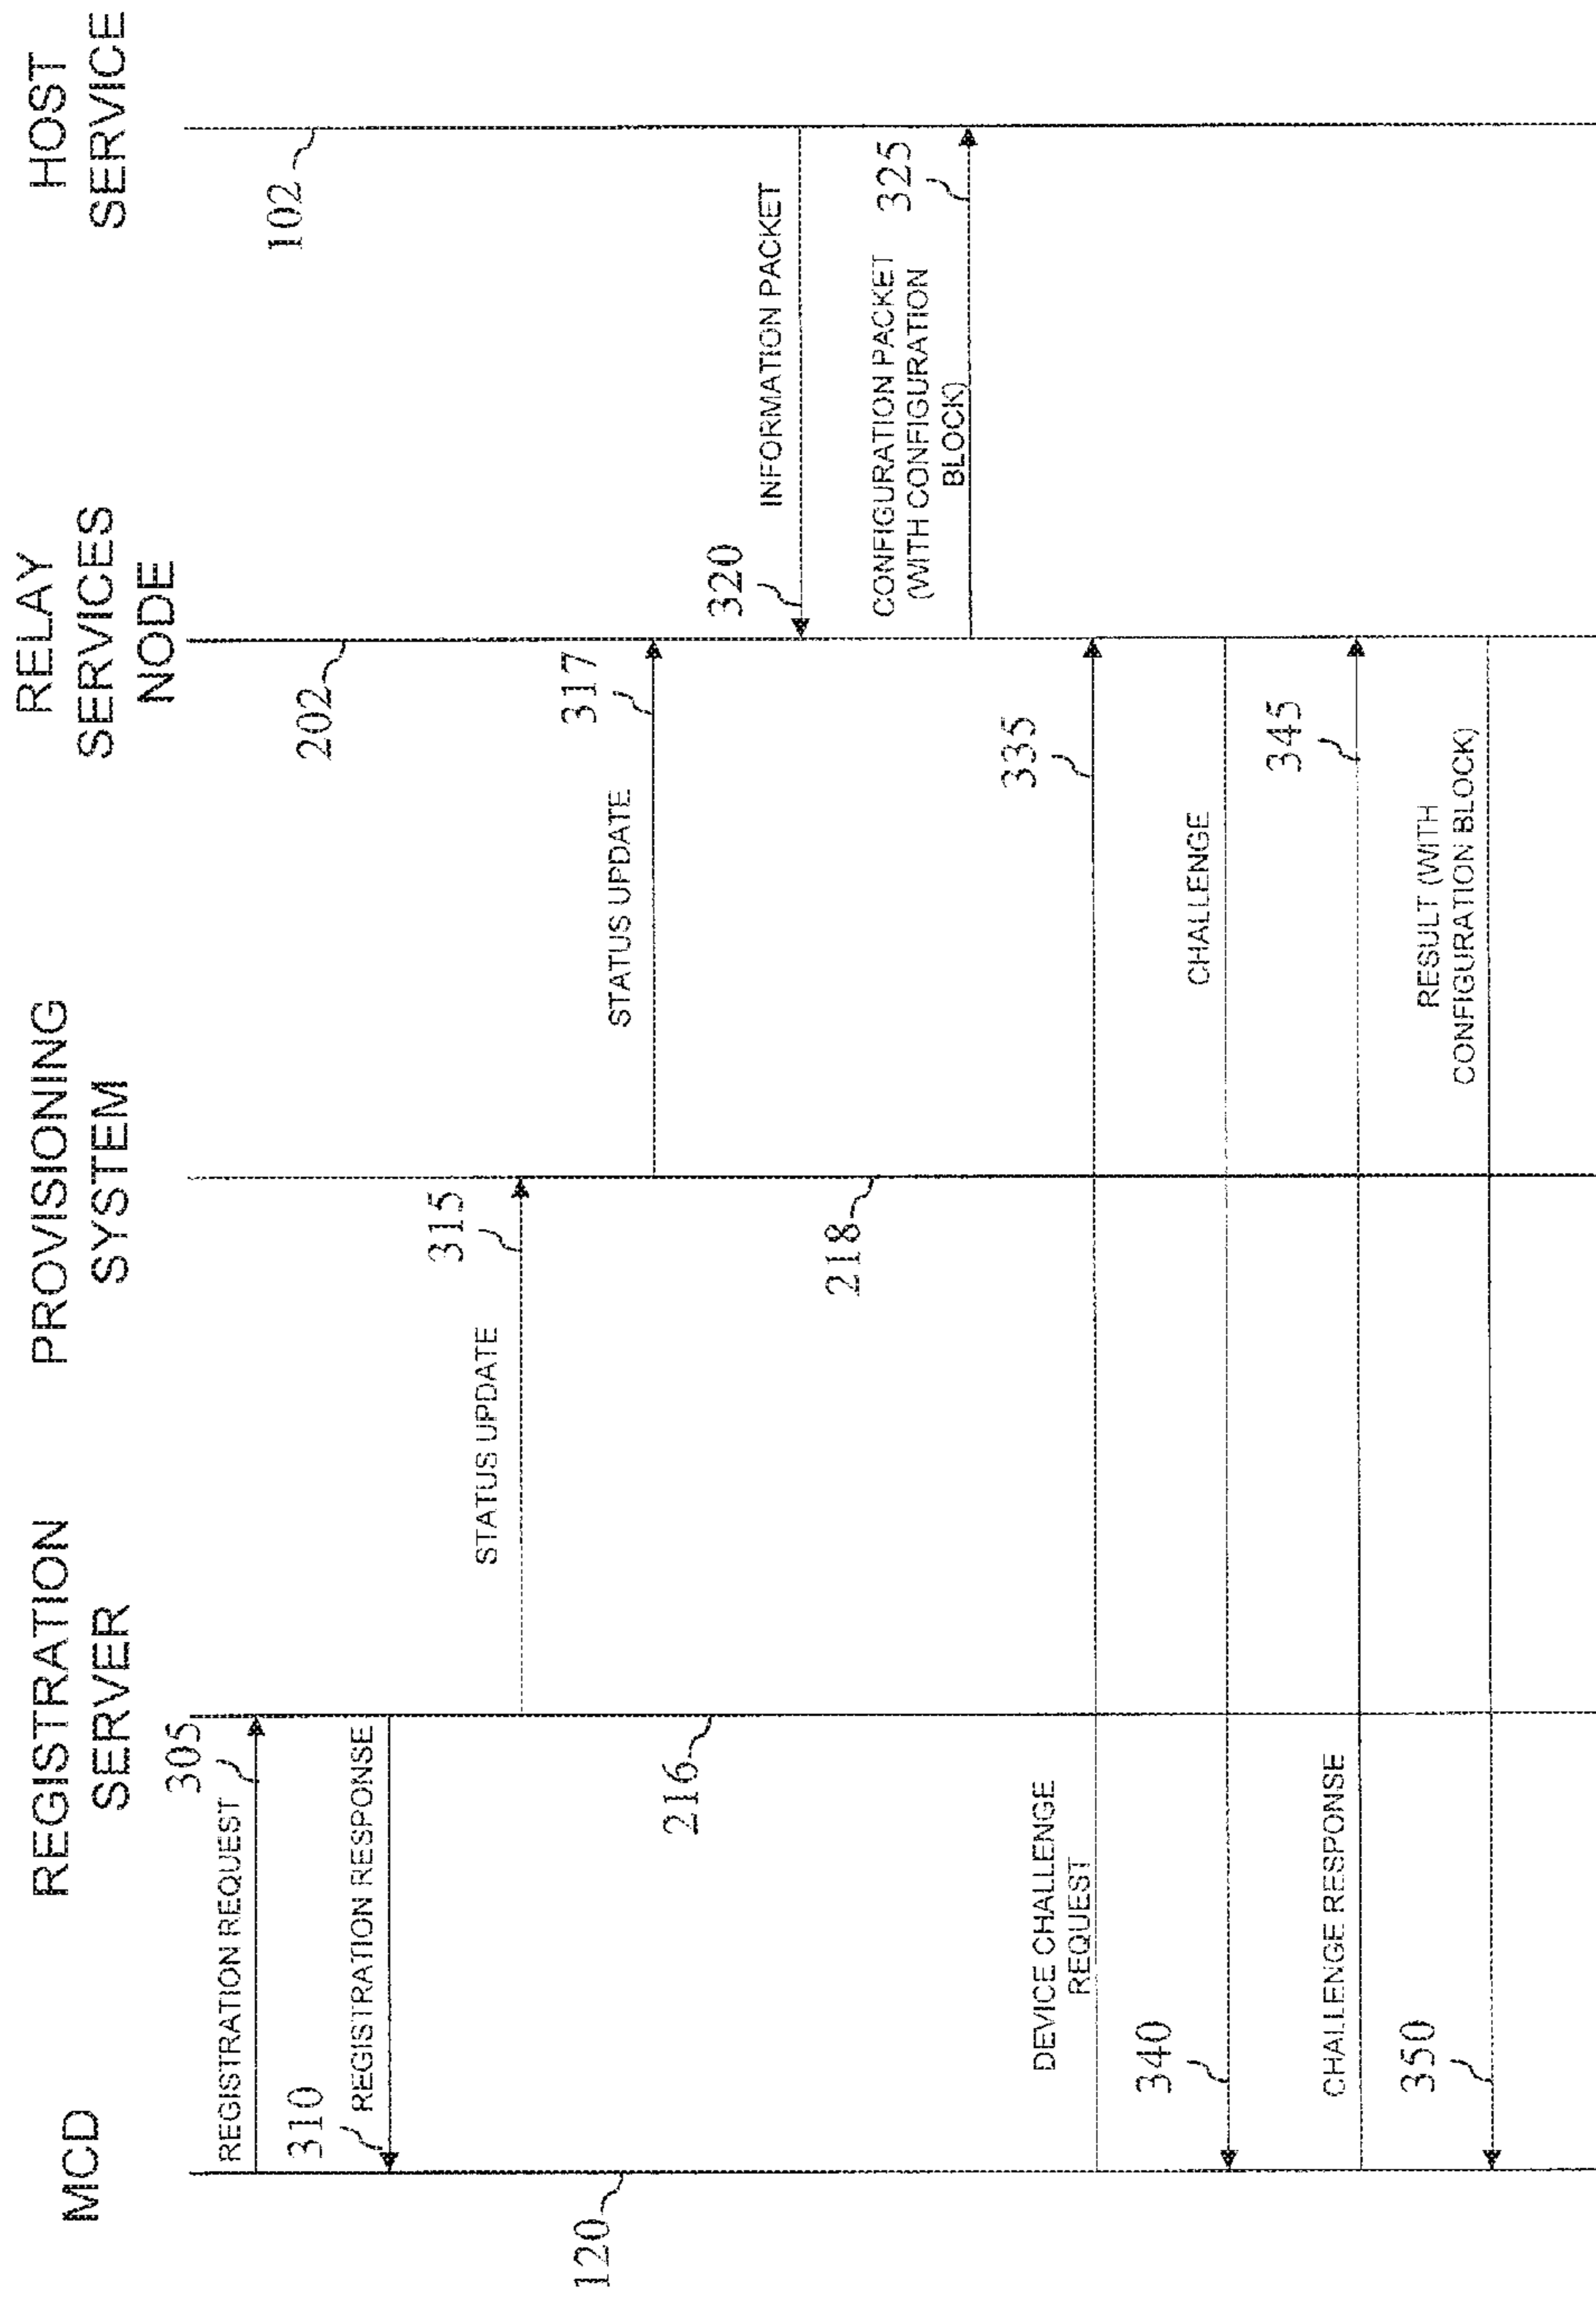 MCD
REGISTRATION
SERVER
PROVISIONING
SYSTEM
RELAY
SERVICES
NODE
HOST
SERVICE
REGISTRATION REQUEST
305
102
310
REGISTRATION RESPONSE
202
STATUS UPDATE
315
120
STATUS UPDATE
317
216
320
INFORMATION PACKET
218
CONFIGURATION PACKET
(WITH CONFIGURATION
BLOCK)
325
DEVICE CHALLENGE
REQUEST
335
340
CHALLENGE
CHALLENGE RESPONSE
345
350
RESULT (WITH
CONFIGURATION BLOCK)